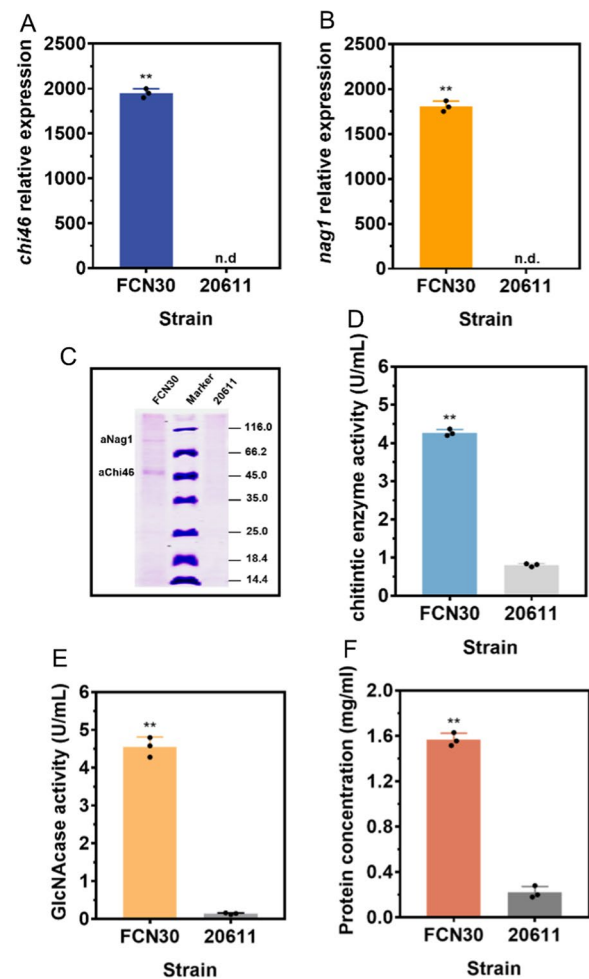 A
chi46 relative expression
2500
2000
1500
1000
500
0
**
n.d
FCN30 20611
Strain
B
nag1 relative expression
2500
2000
1500
1000
500
0
**
n.d.
FCN30 20611
Strain
C
FCN30 Marker 20611
aNag1
aChi46
116.0
66.2
45.0
35.0
25.0
18.4
14.4
D
chitintic enzyme activity (U/mL)
6
5
4
3
2
1
0
**
FCN30 20611
Strain
E
GlcNAcase activity (U/mL)
6
5
4
3
2
1
0
**
FCN30 20611
Strain
F
Protein concentration (mg/ml)
2.0
1.6
1.2
0.8
0.4
0.0
**
FCN30 20611
Strain